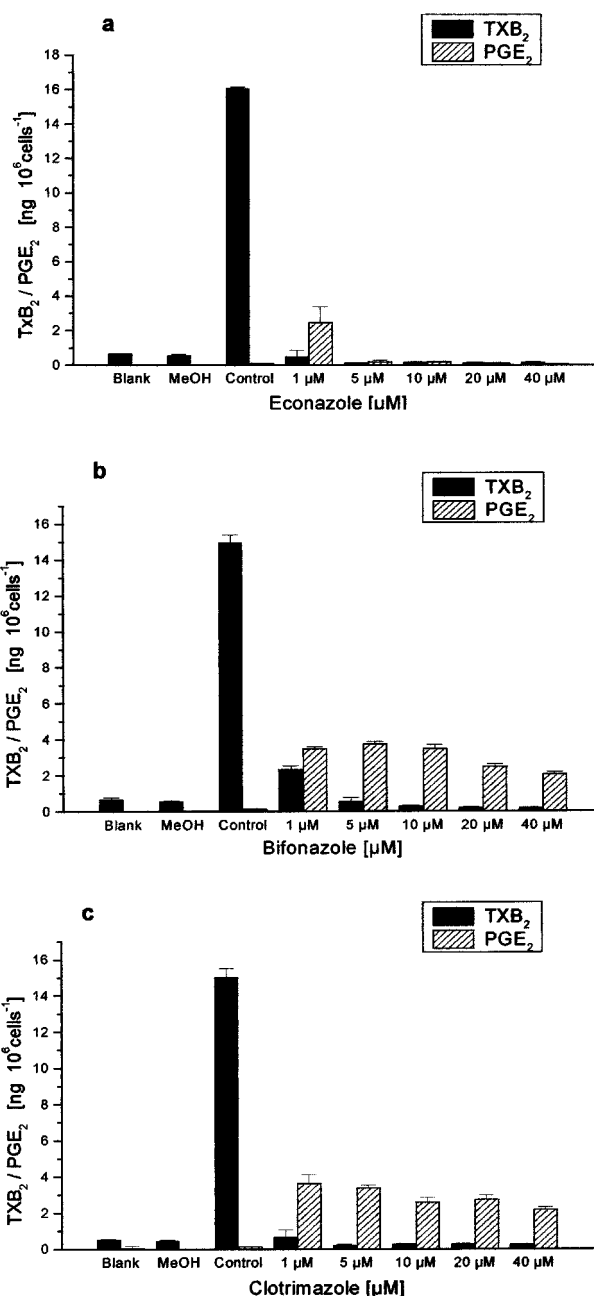 a
TXB₂
PGE₂
18
16
14
12
10
8
6
4
2
0
TxB₂ / PGE₂ [ng 10⁶cells⁻¹]
Blank MeOH Control 1 µM 5 µM 10 µM 20 µM 40 µM
Econazole [µM]
b
TXB₂
PGE₂
16
14
12
10
8
6
4
2
0
TXB₂ / PGE₂ [ng 10⁶cells⁻¹]
Blank MeOH Control 1 µM 5 µM 10 µM 20 µM 40 µM
Bifonazole [µM]
c
TXB₂
PGE₂
16
14
12
10
8
6
4
2
0
TXB₂ / PGE₂ [ng 10⁶cells⁻¹]
Blank MeOH Control 1 µM 5 µM 10 µM 20 µM 40 µM
Clotrimazole [µM]